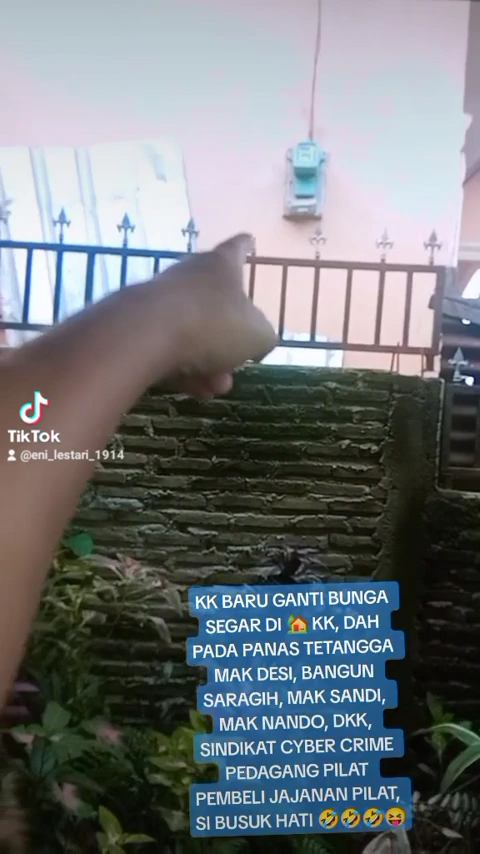 TikTok
@eni_lestari_1914
KK BARU GANTI BUNGA
SEGAR DI 🏡 KK, DAH
PADA PANAS TETANGGA
MAK DESI, BANGUN
SARAGIH, MAK SANDI,
MAK NANDO, DKK,
SINDIKAT CYBER CRIME
PEDAGANG PILAT
PEMBELI JAJANAN PILAT,
SI BUSUK HATI 🤣🤣🤣😝